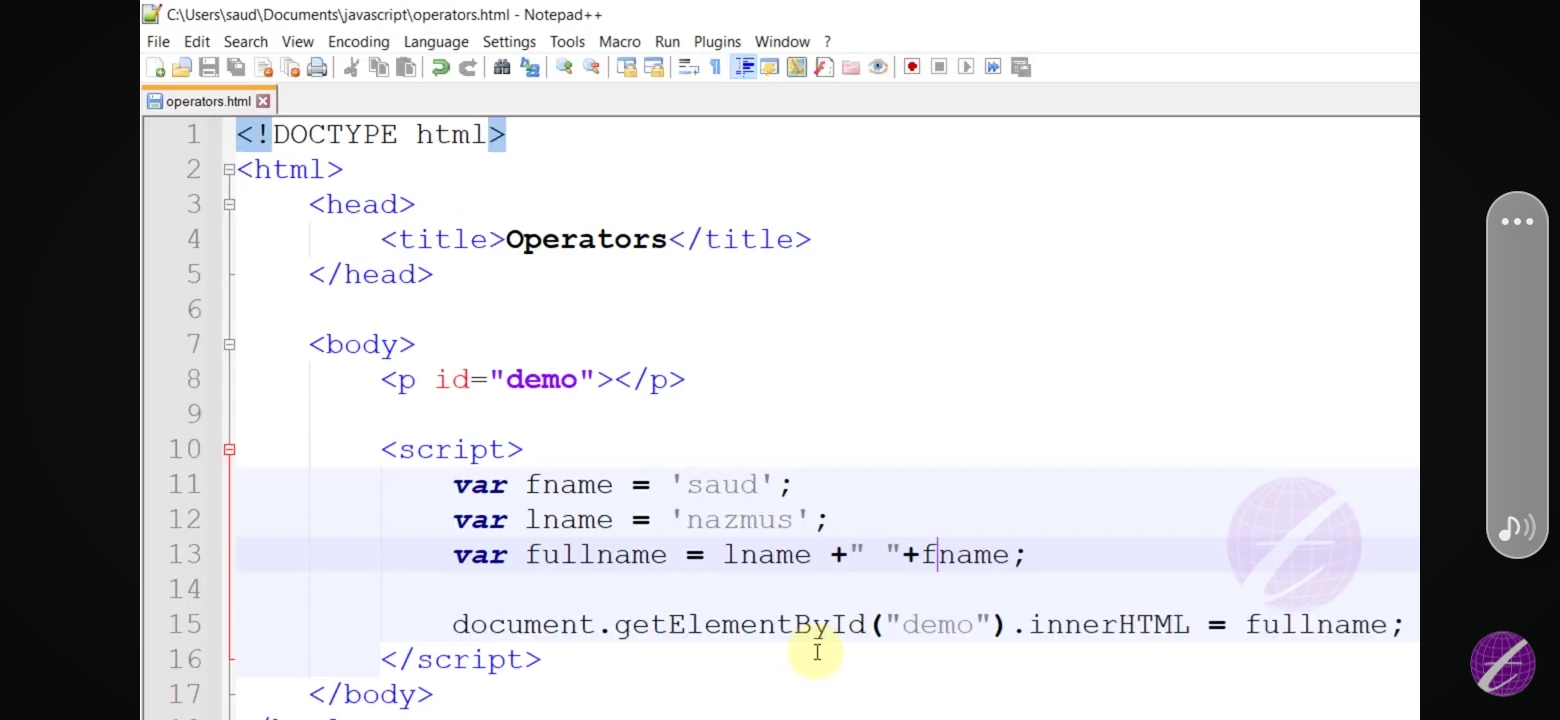 C:\Users\saud\Documents\javascript\operators.html - Notepad++
File Edit Search View Encoding Language Settings Tools Macro Run Plugins Window ?
operators.html
1 <!DOCTYPE html>
2 <html>
3 <head>
4 <title>Operators</title>
5 </head>
6
7 <body>
8 <p id="demo"></p>
9
10 <script>
11 var fname = 'saud';
12 var lname = 'nazmus';
13 var fullname = lname +" "+fname;
14
15 document.getElementById("demo").innerHTML = fullname;
16 </script>
17 </body>